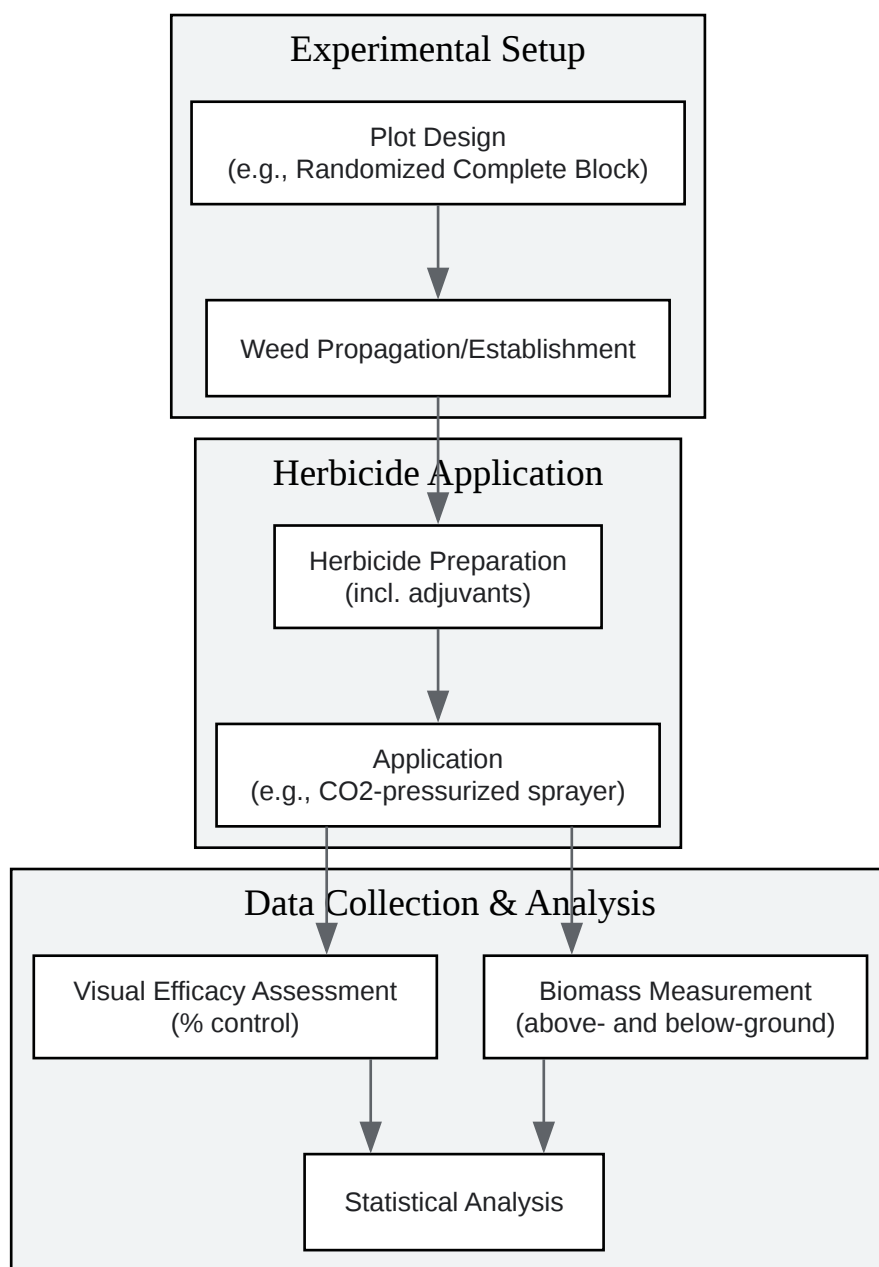 Experimental Setup
Plot Design
(e.g., Randomized Complete Block)
Weed Propagation/Establishment
Herbicide Application
Herbicide Preparation
(incl. adjuvants)
Application
(e.g., CO2-pressurized sprayer)
Data Collection & Analysis
Visual Efficacy Assessment
(% control)
Biomass Measurement
(above- and below-ground)
Statistical Analysis